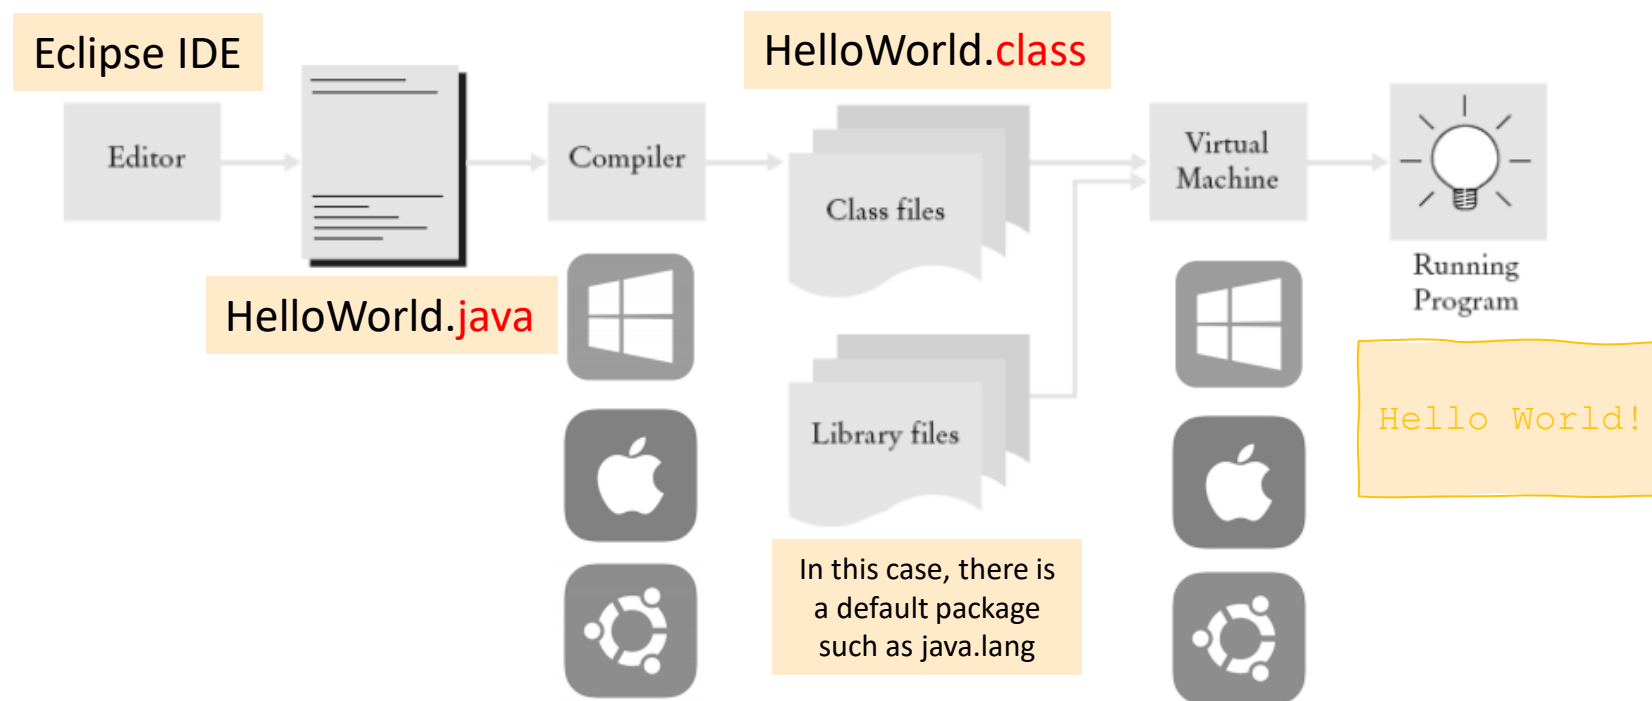 Eclipse IDE
Editor
HelloWorld.java
Compiler
HelloWorld.class
Class files
Library files
In this case, there is
a default package
such as java.lang
Virtual
Machine
Running
Program
Hello World!